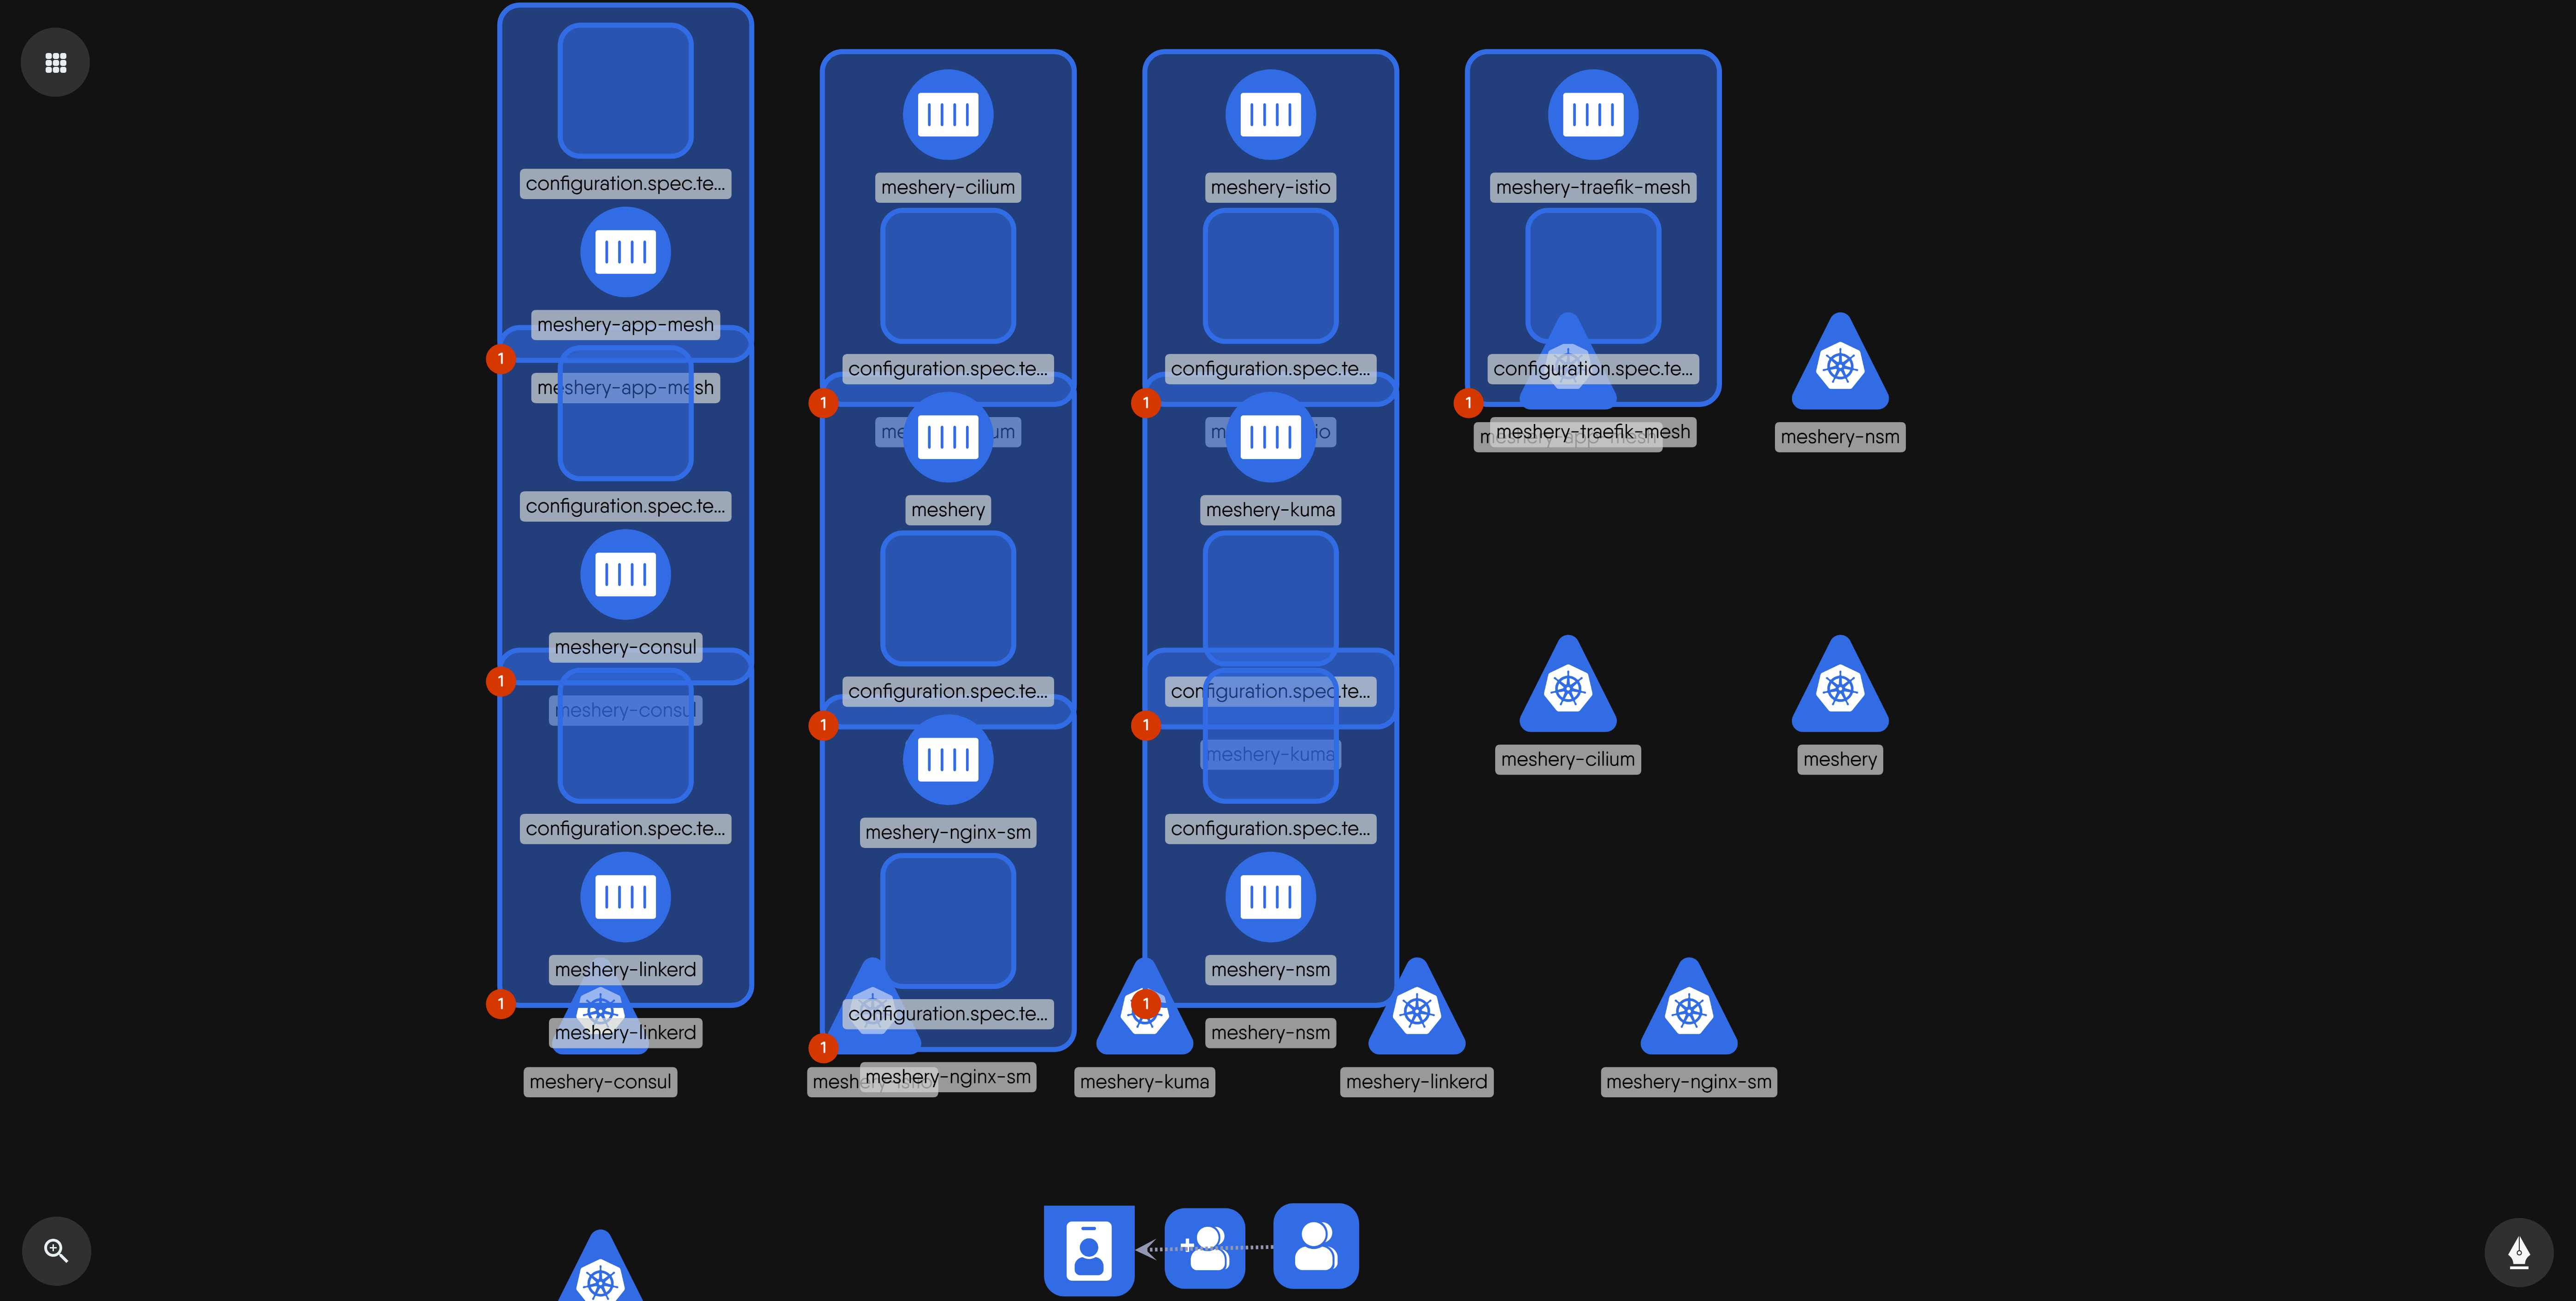 configuration.spec.te...
meshery-app-mesh
1
meshery-app-mesh
configuration.spec.te...
meshery-consul
1
meshery-consul
configuration.spec.te...
meshery-linkerd
1
meshery-linkerd
meshery-consul
meshery-cilium
configuration.spec.te...
1
meshery
configuration.spec.te...
1
meshery-nginx-sm
configuration.spec.te...
1
meshery-nginx-sm
meshery-istio
configuration.spec.te...
1
meshery-kuma
configuration.spec.te...
1
meshery-kuma
configuration.spec.te...
meshery-nsm
1
meshery-nsm
meshery-kuma
meshery-linkerd
meshery-nginx-sm
meshery-traefik-mesh
configuration.spec.te...
1
meshery-traefik-mesh
meshery-nsm
meshery-cilium
meshery